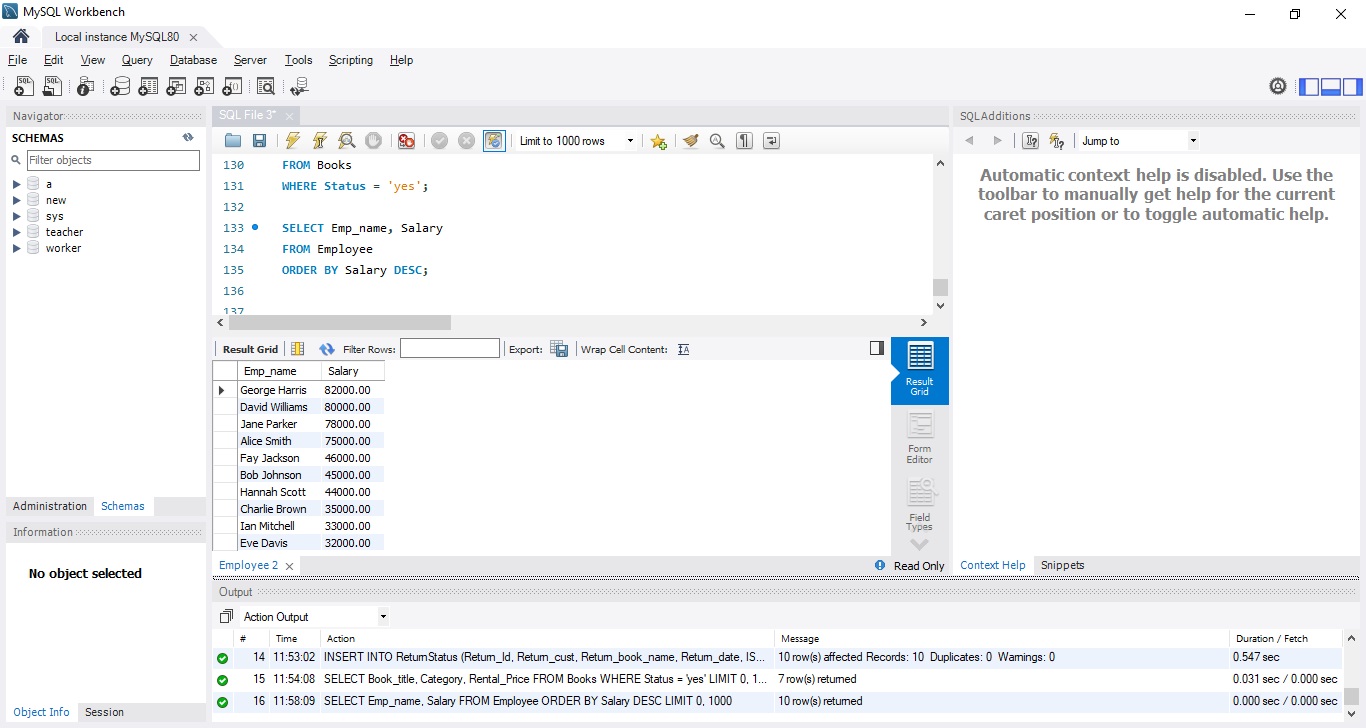 MySQL Workbench
Local instance MySQL80
File Edit View Query Database Server Tools Scripting Help
Navigator
SCHEMAS
Filter objects
a
new
sys
teacher
worker
Administration Schemas
Information
No object selected
Object Info Session
SQL File 3*
Limit to 1000 rows
130 FROM Books
131 WHERE Status = 'yes';
132
133 SELECT Emp_name, Salary
134 FROM Employee
135 ORDER BY Salary DESC;
136
137
Result Grid Filter Rows: Export: Wrap Cell Content:
Emp_name Salary
George Harris 82000.00
David Williams 80000.00
Jane Parker 78000.00
Alice Smith 75000.00
Fay Jackson 46000.00
Bob Johnson 45000.00
Hannah Scott 44000.00
Charlie Brown 35000.00
Ian Mitchell 33000.00
Eve Davis 32000.00
Result
Grid
Form
Editor
Field
Types
Employee 2
Read Only
SQLAdditions
Jump to
Automatic context help is disabled. Use the
toolbar to manually get help for the current
caret position or to toggle automatic help.
Context Help Snippets
Output
Action Output
# Time Action Message Duration / Fetch
14 11:53:02 INSERT INTO ReturnStatus (Return_Id, Return_cust, Return_book_name, Return_date, IS... 10 row(s) affected Records: 10 Duplicates: 0 Warnings: 0 0.547 sec
15 11:54:08 SELECT Book_title, Category, Rental_Price FROM Books WHERE Status = 'yes' LIMIT 0, 1... 7 row(s) returned 0.031 sec / 0.000 sec
16 11:58:09 SELECT Emp_name, Salary FROM Employee ORDER BY Salary DESC LIMIT 0, 1000 10 row(s) returned 0.000 sec / 0.000 sec